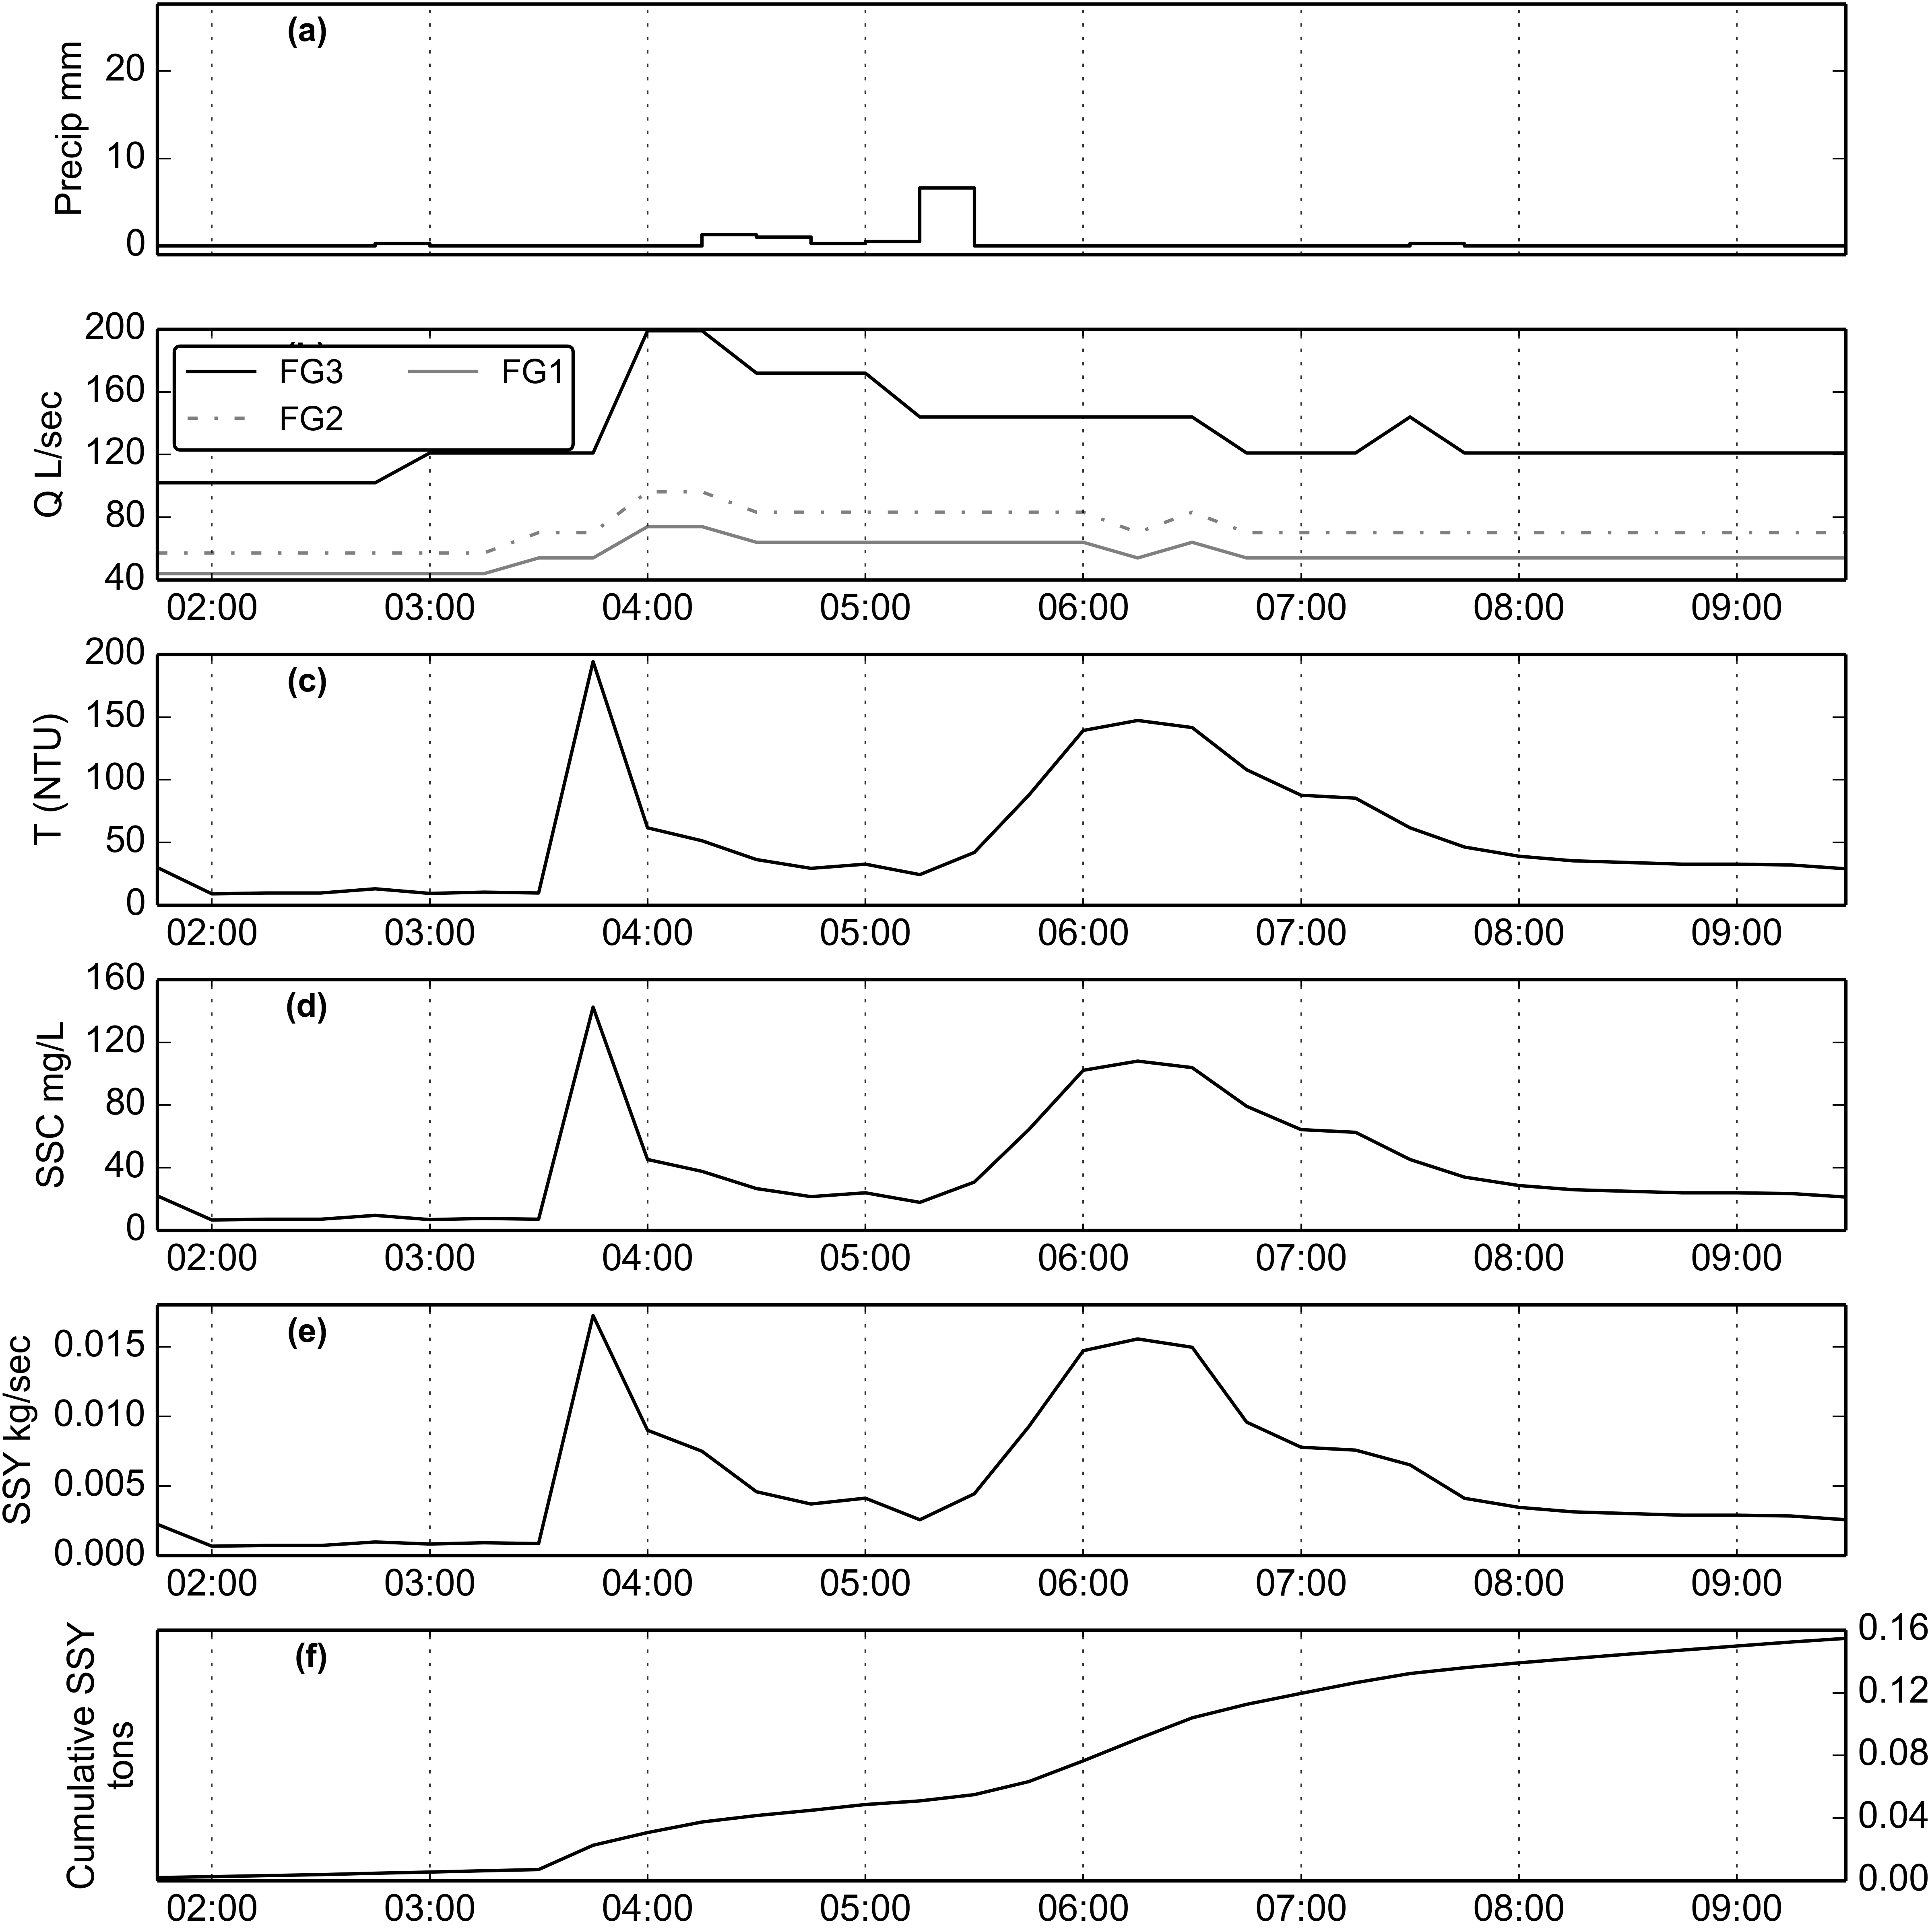 (a)
Precip mm
20
10
0
200
160
120
80
40
Q L/sec
FG3
FG1
FG2
02:00 03:00 04:00 05:00 06:00 07:00 08:00 09:00
(c)
T (NTU)
200
150
100
50
0
02:00 03:00 04:00 05:00 06:00 07:00 08:00 09:00
(d)
SSC mg/L
160
120
80
40
0
02:00 03:00 04:00 05:00 06:00 07:00 08:00 09:00
(e)
SSY kg/sec
0.015
0.010
0.005
0.000
02:00 03:00 04:00 05:00 06:00 07:00 08:00 09:00
(f)
Cumulative SSY
tons
0.16
0.12
0.08
0.04
0.00
02:00 03:00 04:00 05:00 06:00 07:00 08:00 09:00